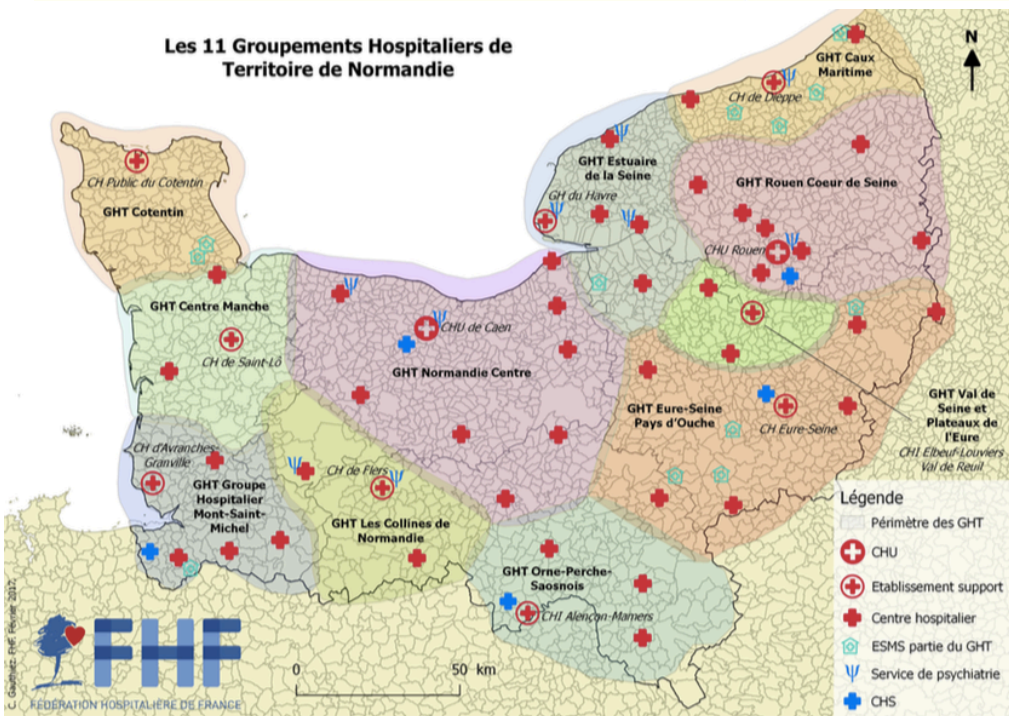 Les 11 Groupements Hospitaliers de
Territoire de Normandie
N
GHT Caux
Maritime
CH de Dieppe
GHT Estuaire
de la Seine
GHT Rouen Coeur de Seine
CH Public du Cotentin
GH du Havre
GHT Cotentin
CHU Rouen
GHT Centre Manche
CHU de Caen
CH de Saint-Lô
GHT Normandie Centre
GHT Val de
Seine et
Plateaux de
l'Eure
CHI Elbeuf-Louviers
Val de Reuil
GHT Eure-Seine
Pays d'Ouche
CH Eure-Seine
CH d'Avranches-
Granville
CH de Flers
GHT Groupe
Hospitalier
Mont-Saint-
Michel
GHT Les Collines de
Normandie
GHT Orne-Perche-
Saosnois
CHI Alençon-Mamers
Légende
Périmètre des GHT
CHU
Etablissement support
Centre hospitalier
ESMS partie du GHT
Service de psychiatrie
CHS
0 50 km
FHF
FÉDÉRATION HOSPITALIÈRE DE FRANCE
C. Gauthiez. FHF. Février 2017.